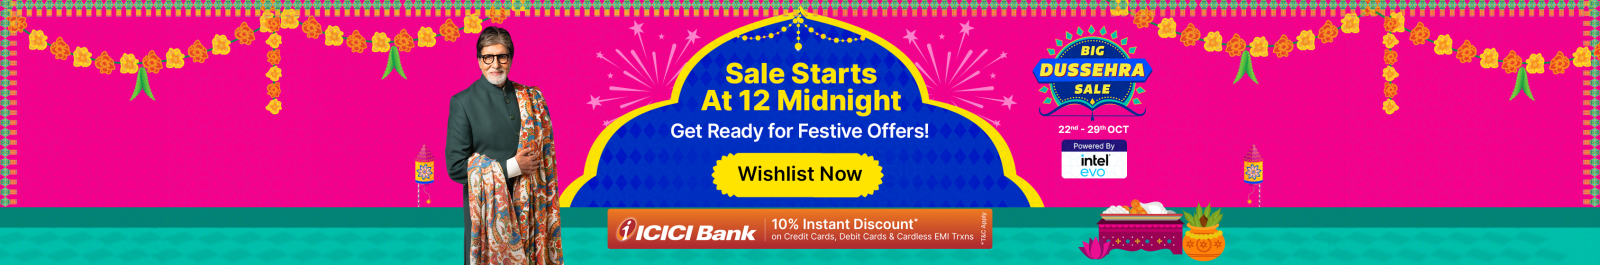 Sale Starts
At 12 Midnight
Get Ready for Festive Offers!
Wishlist Now
ICICI Bank
10% Instant Discount*
on Credit Cards, Debit Cards & Cardless EMI Trxns
*T&C Apply
BIG
DUSSEHRA
SALE
22nd - 29th OCT
Powered By
intel
evo